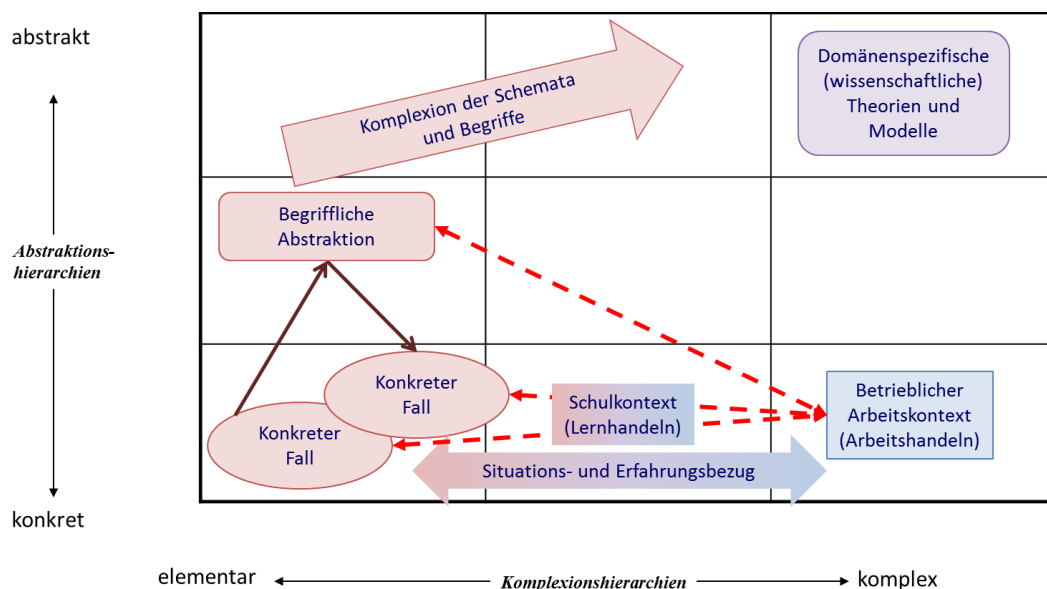 abstrakt
Komplexion der Schemata
und Begriffe
Domänenspezifische
(wissenschaftliche)
Theorien und
Modelle
Begriffliche
Abstraktion
Abstraktions-
hierarchien
Konkreter
Fall
Konkreter
Fall
Schulkontext
(Lernhandeln)
Betrieblicher
Arbeitskontext
(Arbeitshandeln)
Situations- und Erfahrungsbezug
konkret
elementar
Komplexionshierarchien
komplex